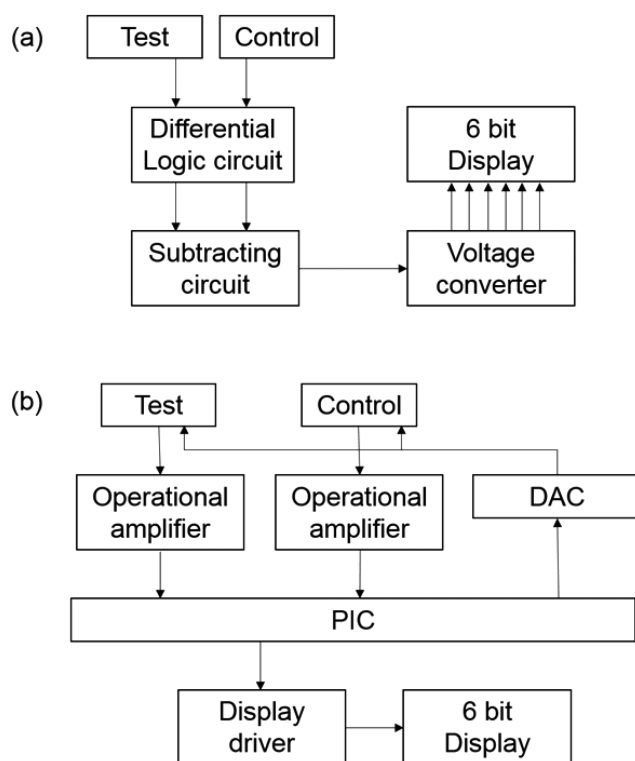 (a)
Test
Control
Differential
Logic circuit
6 bit
Display
Subtracting
circuit
Voltage
converter
(b)
Test
Control
Operational
amplifier
Operational
amplifier
DAC
PIC
Display
driver
6 bit
Display